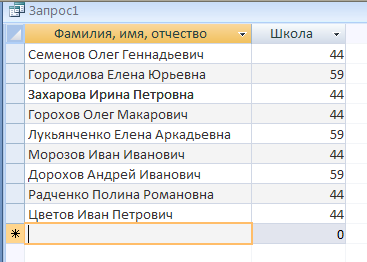 Запрос1
Фамилия, имя, отчество Школа
Семенов Олег Геннадьевич 44
Городилова Елена Юрьевна 59
Захарова Ирина Петровна 44
Горохов Олег Макарович 44
Лукьянченко Елена Аркадьевна 59
Морозов Иван Иванович 44
Дорохов Андрей Иванович 59
Радченко Полина Романовна 44
Цветов Иван Петрович 44
0